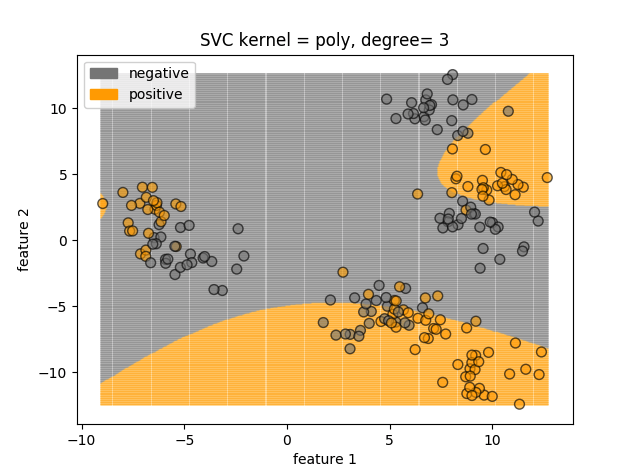 SVC kernel = poly, degree= 3
negative
positive
10
5
0
−5
−10
feature 2
−10
−5
0
5
10
feature 1